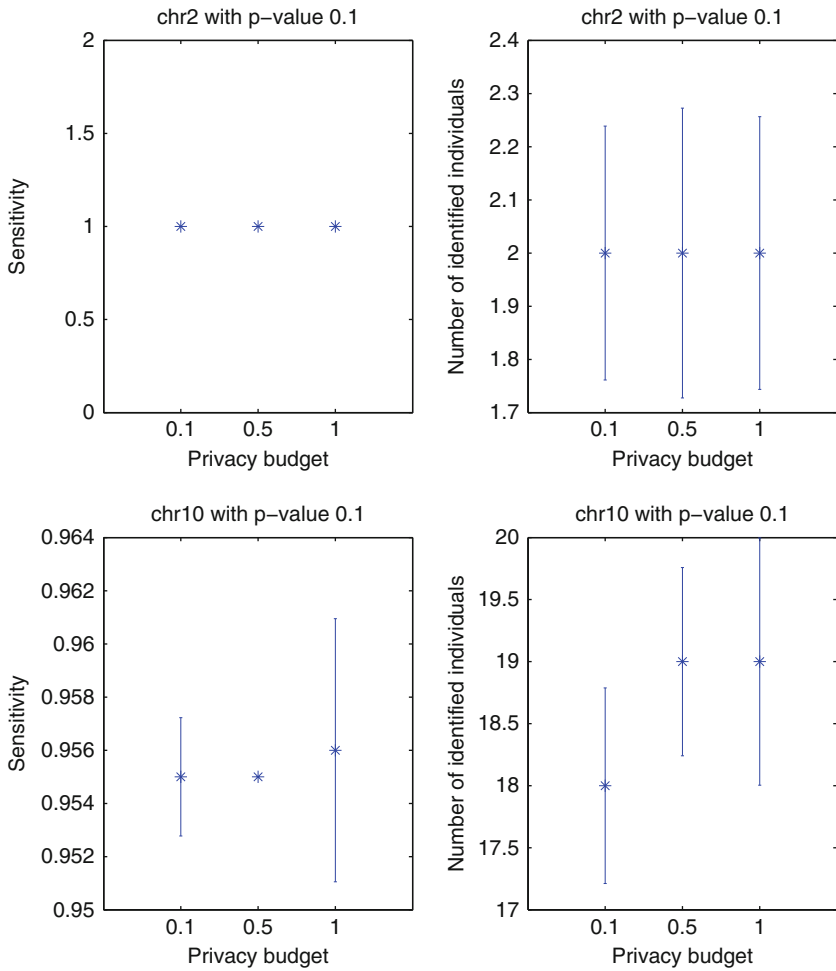 chr2 with p−value 0.1
2
1.5
1
0.5
0
Sensitivity
0.1 0.5 1
Privacy budget
chr2 with p−value 0.1
2.4
2.3
2.2
2.1
2
1.9
1.8
1.7
Number of identified individuals
0.1 0.5 1
Privacy budget
chr10 with p−value 0.1
0.964
0.962
0.96
0.958
0.956
0.954
0.952
0.95
Sensitivity
0.1 0.5 1
Privacy budget
chr10 with p−value 0.1
20
19.5
19
18.5
18
17.5
17
Number of identified individuals
0.1 0.5 1
Privacy budget